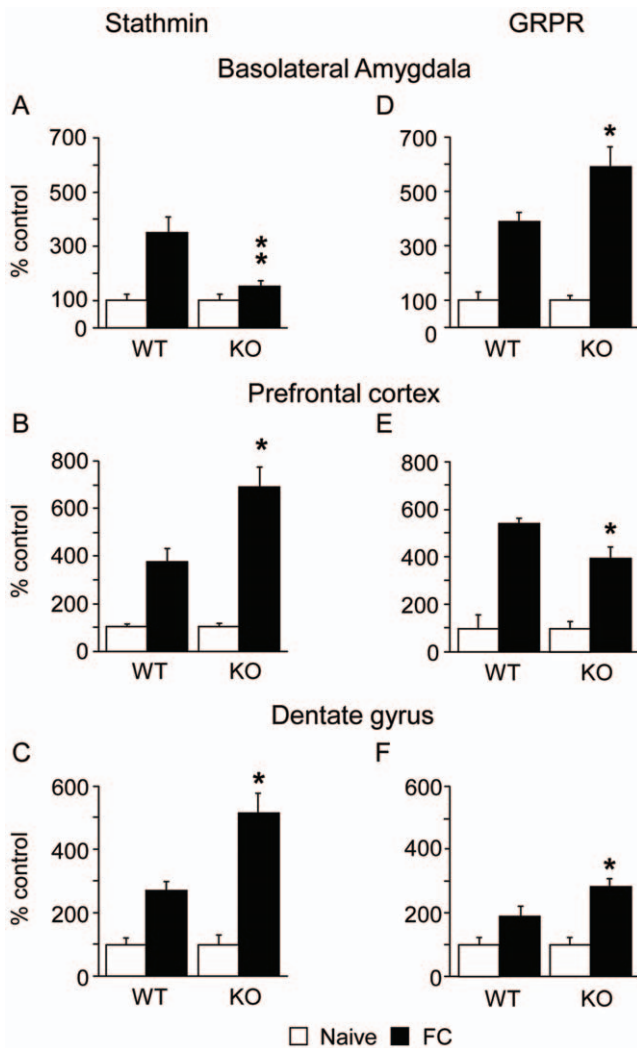 Stathmin GRPR
Basolateral Amygdala
A D
700 700
500 500
300 300
100 100
0 0
% control
* *
*
WT KO WT KO
Prefrontal cortex
B E
800 800
600 600
400 400
200 200
0 0
% control
* *
WT KO WT KO
Dentate gyrus
C F
600 600
400 400
200 200
0 0
% control
* *
WT KO WT KO
Naive FC